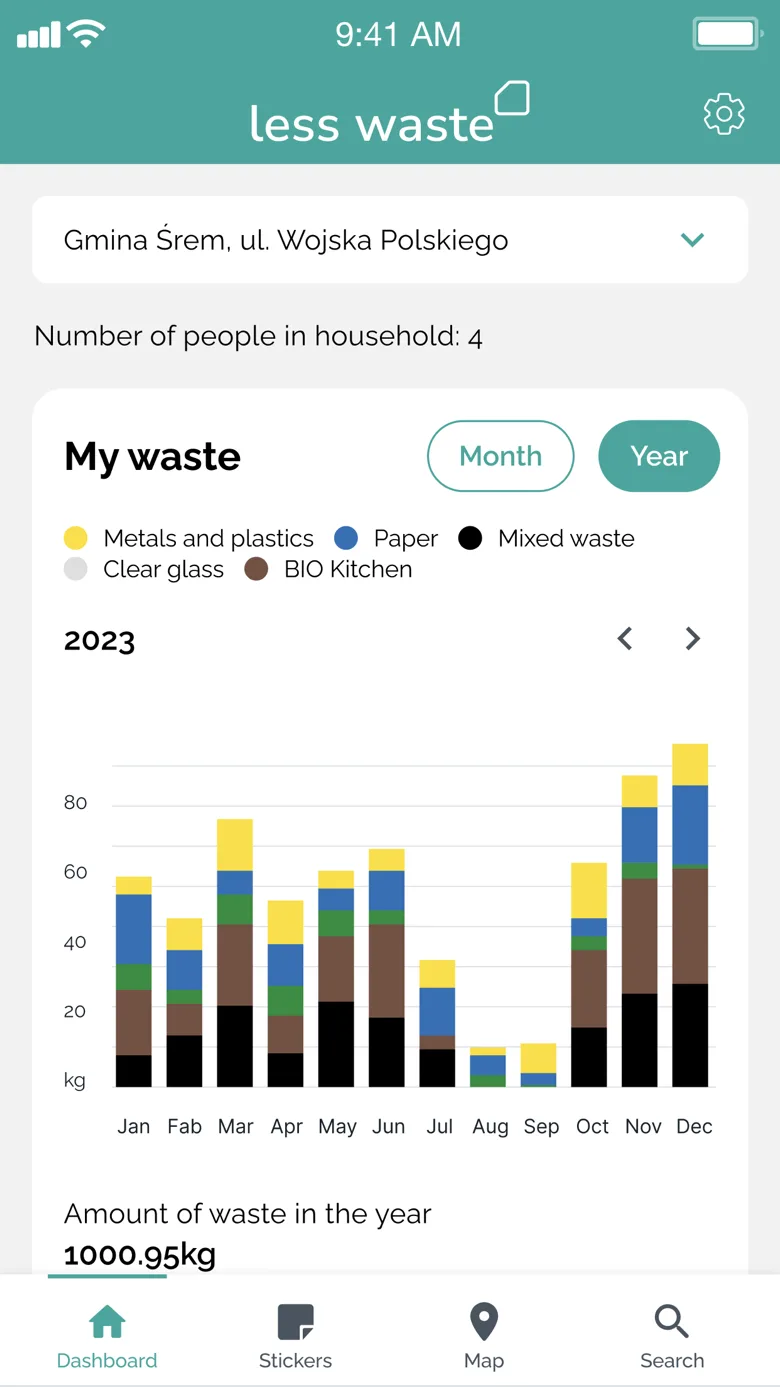 9:41 AM
less waste
Gmina Śrem, ul. Wojska Polskiego
Number of people in household: 4
My waste
Month
Year
Metals and plastics Paper Mixed waste
Clear glass BIO Kitchen
2023
80
60
40
20
kg
Jan Fab Mar Apr May Jun Jul Aug Sep Oct Nov Dec
Amount of waste in the year
1000.95kg
Dashboard Stickers Map Search